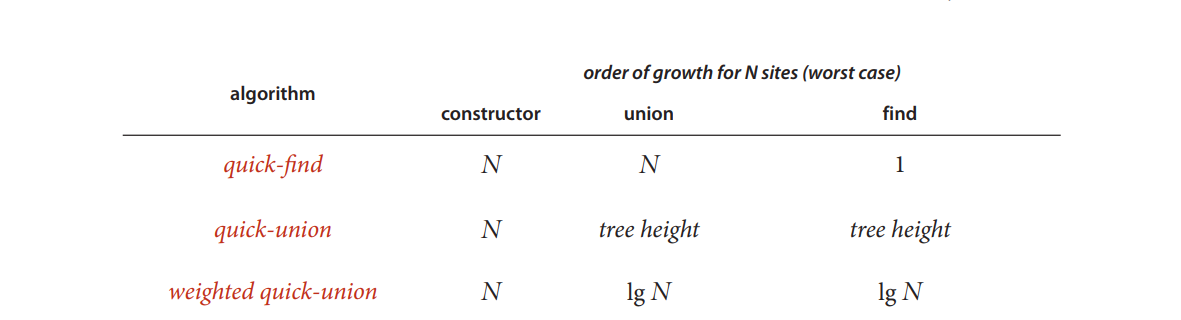 order of growth for N sites (worst case)
algorithm
constructor union find
quick-find N N 1
quick-union N tree height tree height
weighted quick-union N lg N lg N